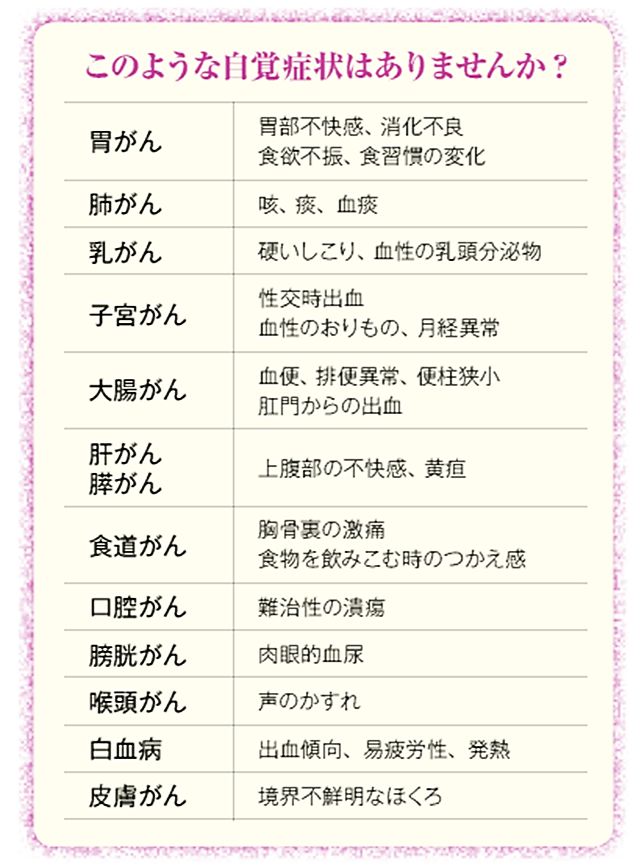 このような自覚症状はありませんか？
胃がん
胃部不快感、消化不良
食欲不振、食習慣の変化
肺がん
咳、痰、血痰
乳がん
硬いしこり、血性の乳頭分泌物
子宮がん
性交時出血
血性のおりもの、月経異常
大腸がん
血便、排便異常、便柱狭小
肛門からの出血
肝がん
膵がん
上腹部の不快感、黄疸
食道がん
胸骨裏の激痛
食物を飲みこむ時のつかえ感
口腔がん
難治性の潰瘍
膀胱がん
肉眼的血尿
喉頭がん
声のかすれ
白血病
出血傾向、易疲労性、発熱
皮膚がん
境界不鮮明なほくろ